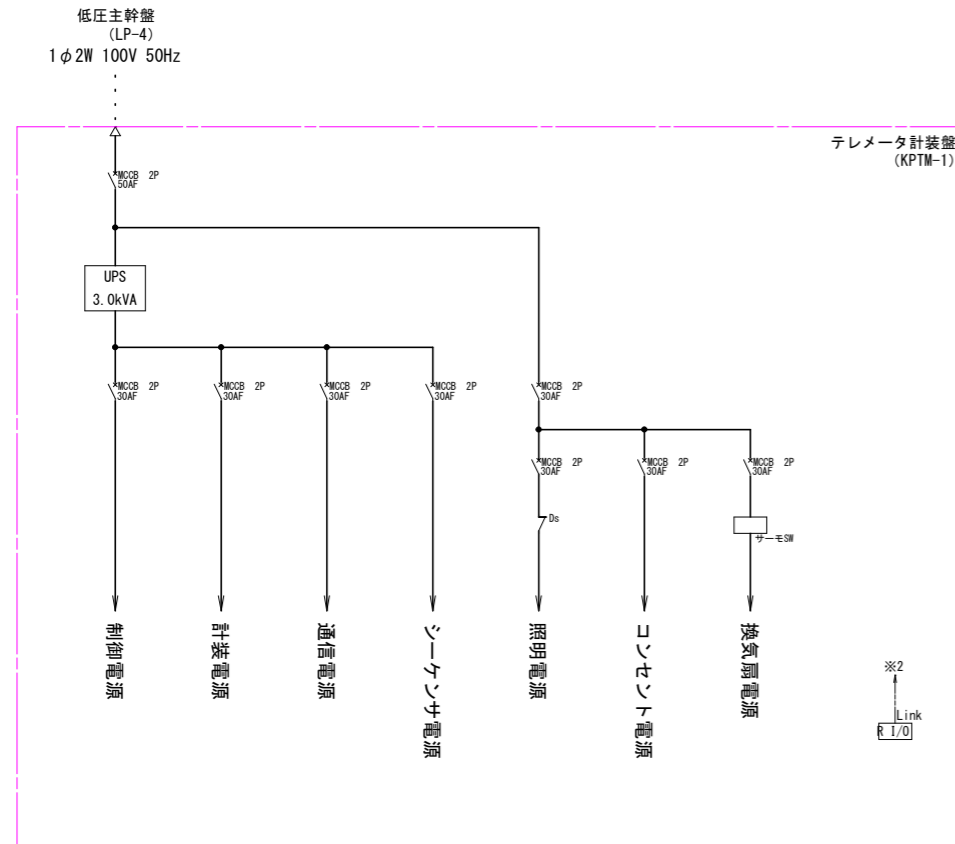 低圧主幹盤
(LP-4)
1φ2W 100V 50Hz
テレメータ計装盤
(KPTM-1)
MCCB 2P
50AF
UPS
3.0kVA
MCCB 2P
30AF
MCCB 2P
30AF
MCCB 2P
30AF
MCCB 2P
30AF
MCCB 2P
30AF
MCCB 2P
30AF
MCCB 2P
30AF
MCCB 2P
30AF
Ds
サーモSW
制御電源
計装電源
通信電源
シーケンサ電源
照明電源
コンセント電源
換気扇電源
※2
Link
R I/O